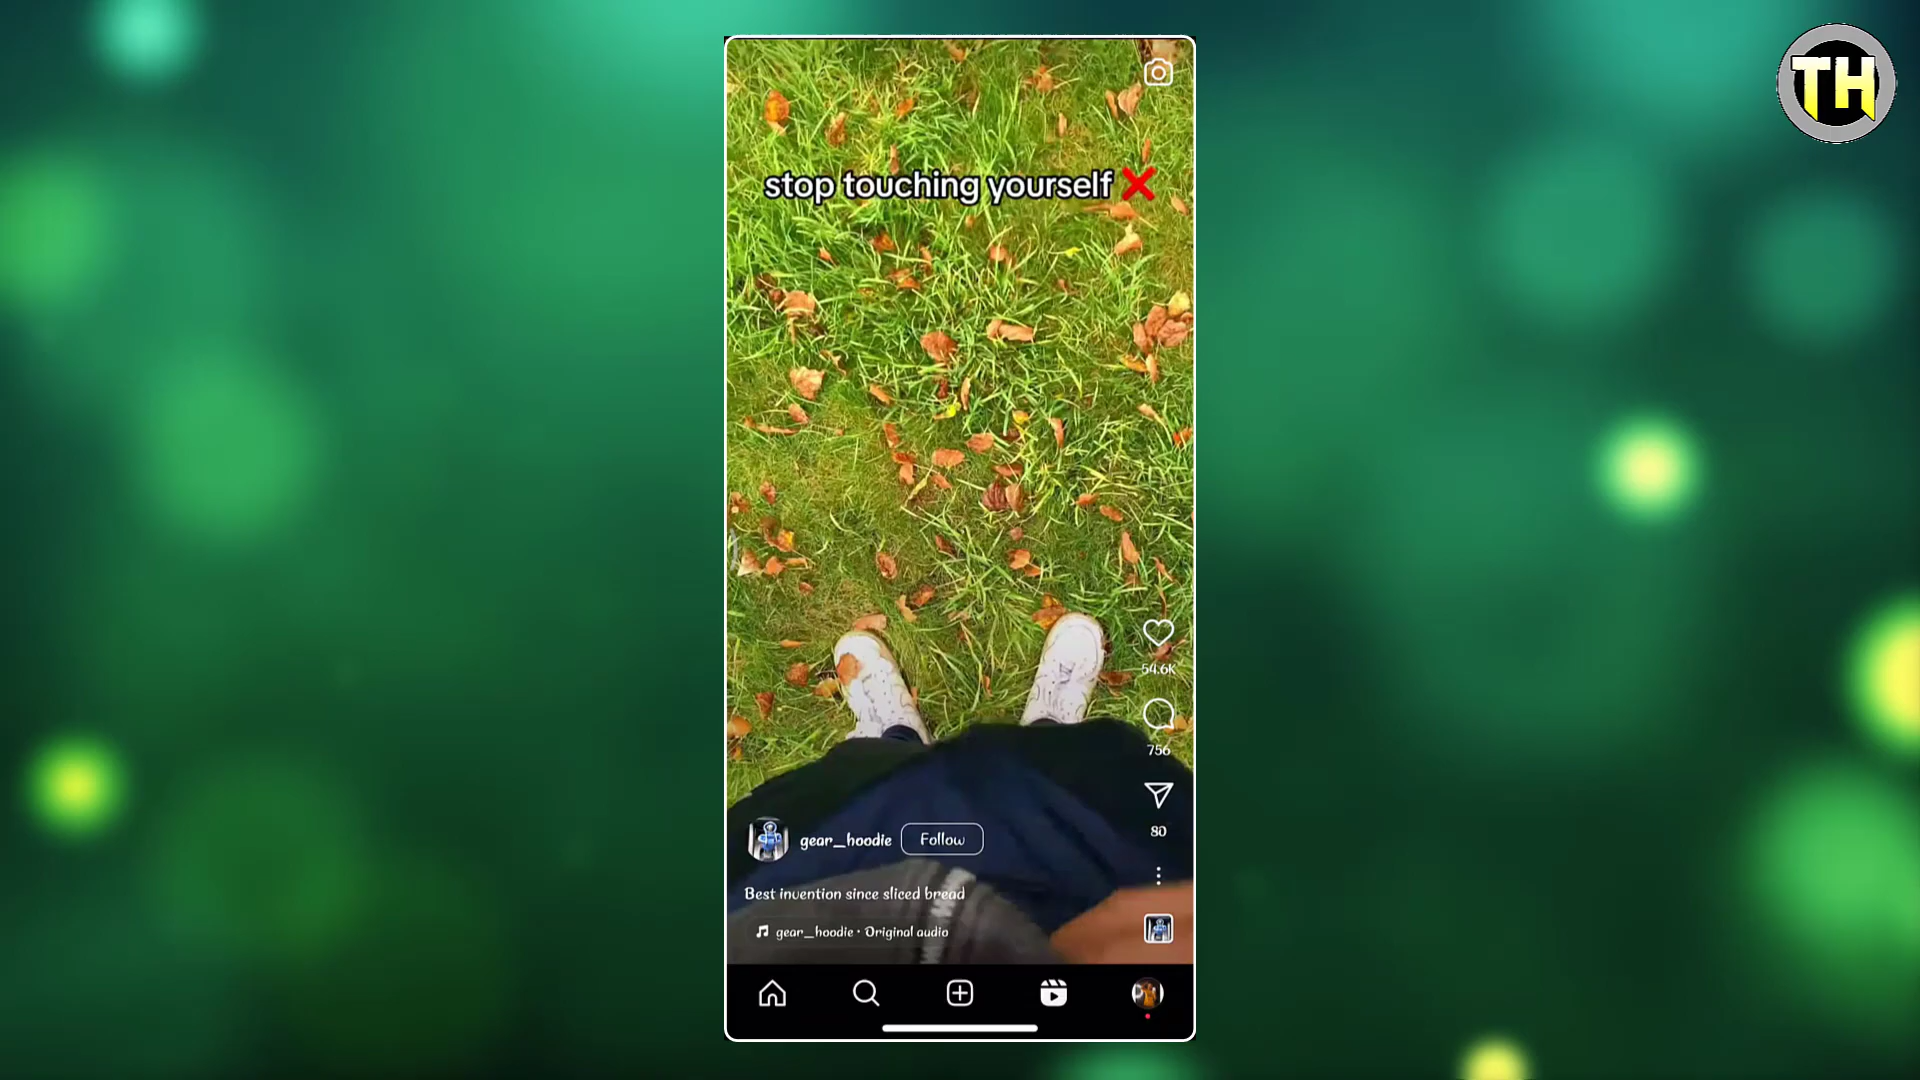 TH
stop touching yourself ❌
54.6K
756
80
gear_hoodie Follow
Best invention since sliced bread
gear_hoodie • Original audio